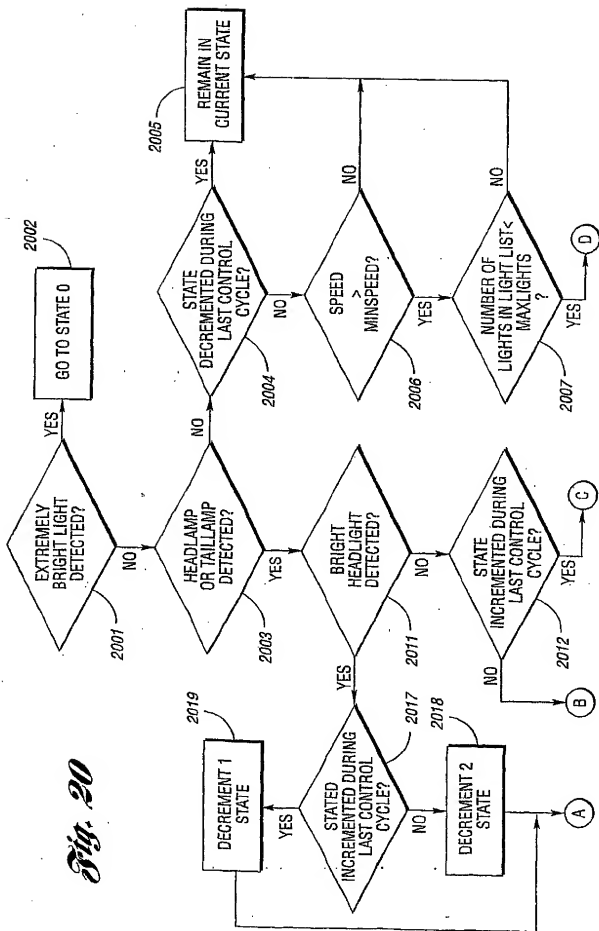 Fig. 20
EXTREMELY
BRIGHT LIGHT
DETECTED?
2001
YES
GO TO STATE 0
2002
NO
HEADLAMP
OR TAILLAMP
DETECTED?
2003
NO
STATE
DECREMENTED DURING
LAST CONTROL
CYCLE?
2004
YES
REMAIN IN
CURRENT STATE
2005
NO
SPEED
>
MINSPEED?
2006
NO
YES
NUMBER OF
LIGHTS IN LIGHT LIST<
MAXLIGHTS
?
2007
NO
YES
D
YES
BRIGHT
HEADLIGHT
DETECTED?
2011
NO
STATE
INCREMENTED DURING
LAST CONTROL
CYCLE?
2012
YES
C
NO
B
YES
STATED
INCREMENTED DURING
LAST CONTROL
CYCLE?
2017
YES
DECREMENT 1
STATE
2019
NO
DECREMENT 2
STATE
2018
A